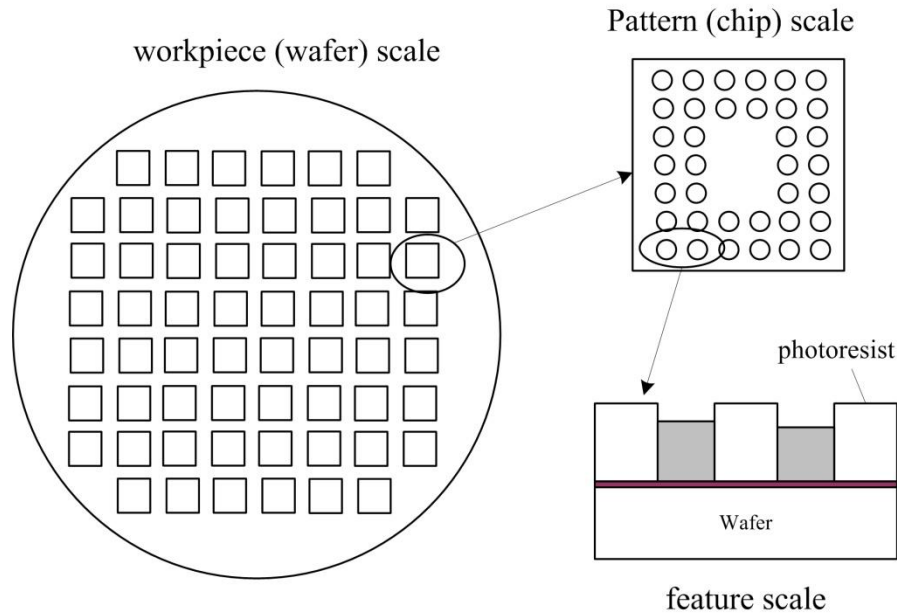 workpiece (wafer) scale
Pattern (chip) scale
photoresist
Wafer
feature scale